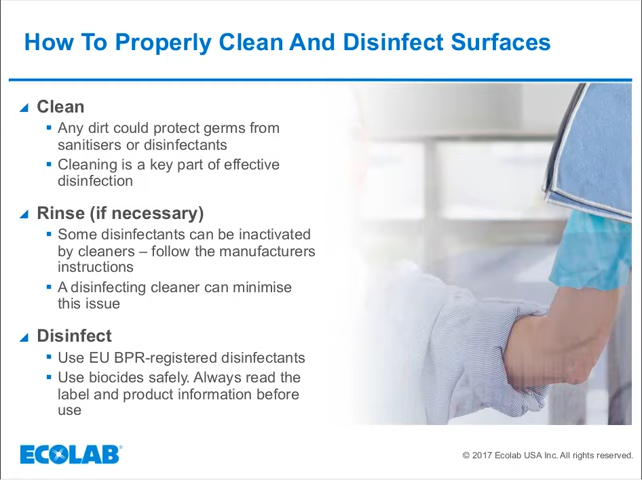 How To Properly Clean And Disinfect Surfaces
Clean
Any dirt could protect germs from
sanitisers or disinfectants
Cleaning is a key part of effective
disinfection
Rinse (if necessary)
Some disinfectants can be inactivated
by cleaners – follow the manufacturers
instructions
A disinfecting cleaner can minimise
this issue
Disinfect
Use EU BPR-registered disinfectants
Use biocides safely. Always read the
label and product information before
use
ECOLAB®
© 2017 Ecolab USA Inc. All rights reserved.